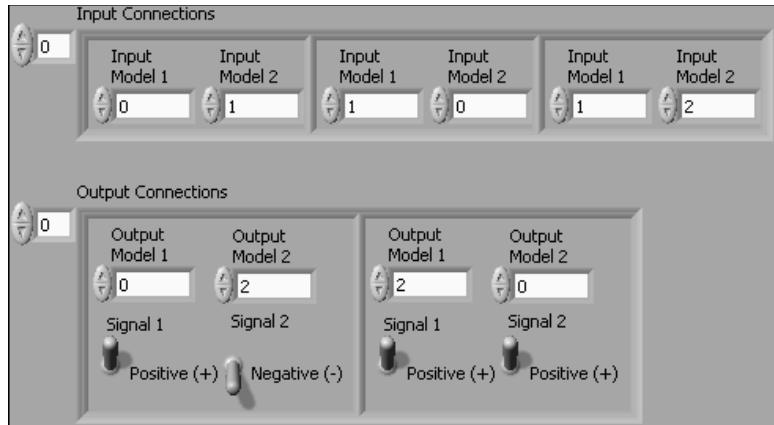 Input Connections
0
Input Model 1 Input Model 2 Input Model 1 Input Model 2 Input Model 1 Input Model 2
0 1 1 0 1 2
Output Connections
0
Output Model 1 Output Model 2 Output Model 1 Output Model 2
0 2 2 0
Signal 1 Signal 2 Signal 1 Signal 2
Positive (+) Negative (-) Positive (+) Positive (+)